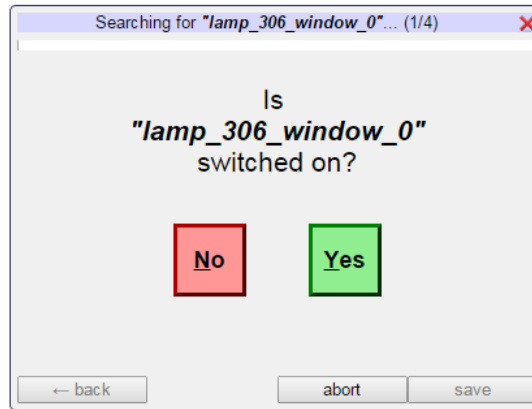 Searching for "lamp_306_window_0"... (1/4)
Is
"lamp_306_window_0"
switched on?
No
Yes
← back
abort
save